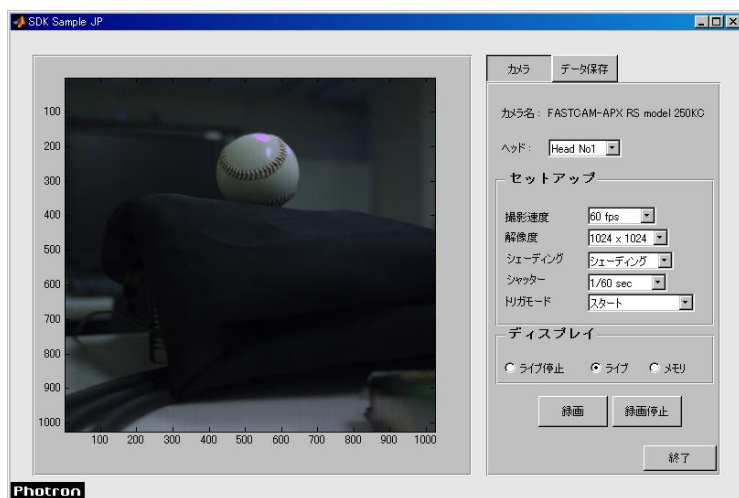 SDK Sample JP
カメラ
データ保存
カメラ名: FASTCAM-APX RS model 250KC
ヘッド: Head No1
セットアップ
撮影速度 60 fps
解像度 1024 x 1024
シェーディング シェーディング
シャッター 1/60 sec
トリガモード スタート
ディスプレイ
ライブ停止 ライブ メモリ
録画 録画停止
終了
100
200
300
400
500
600
700
800
900
1000
100 200 300 400 500 600 700 800 900 1000
Photron